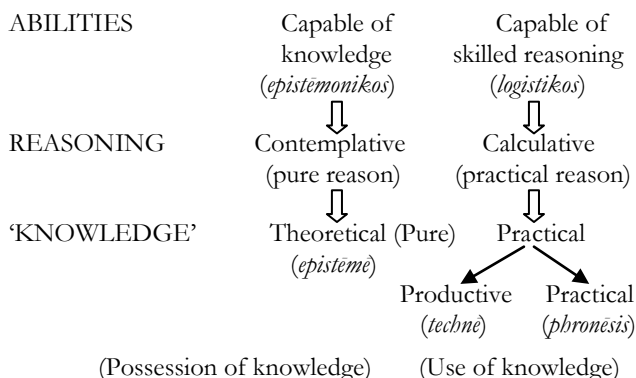 ABILITIES Capable of Capable of
knowledge skilled reasoning
(epistēmonikos) (logistikos)
REASONING Contemplative Calculative
(pure reason) (practical reason)
‘KNOWLEDGE’ Theoretical (Pure) Practical
(epistēmē)
Productive Practical
(technē) (phronēsis)
(Possession of knowledge) (Use of knowledge)